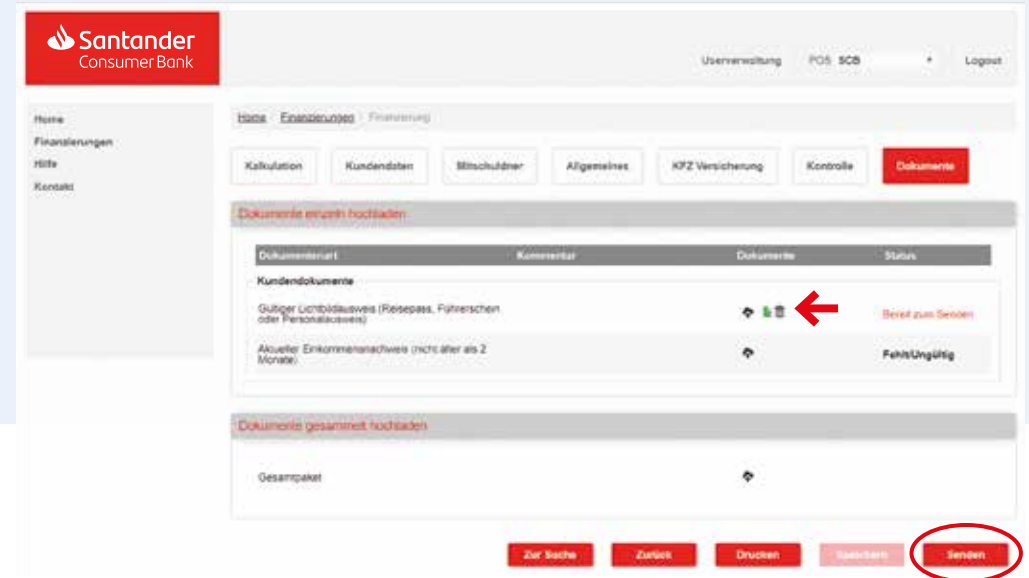 Santander
Consumer Bank
Userverwaltung POS SCB Logout
Home
Finanzierungen
Hilfe
Kontakt
Home / Finanzierungen / Finanzierung
Kalkulation Kundendaten Mitschuldner Allgemeines KFZ Versicherung Kontrolle Dokumente
Dokumente einzeln hochladen
Dokumentenart Kommentar Dokumente Status
Kundendokumente
Gültiger Lichtbildausweis (Reisepass, Führerschein
oder Personalausweis)
Bereit zum Senden
Aktueller Einkommensnachweis (nicht älter als 2
Monate)
Fehlt/Ungültig
Dokumente gesammelt hochladen
Gesamtpaket
Zur Suche Zurück Drucken Speichern Senden